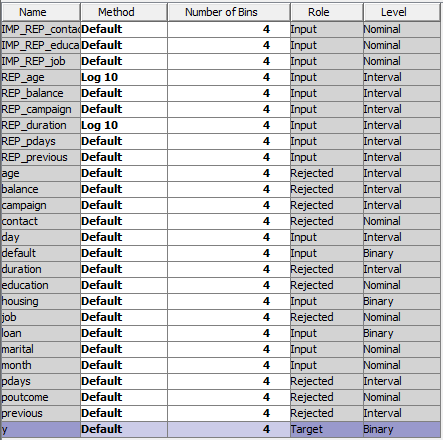 Name Method Number of Bins Role Level
IMP_REP_contac Default 4 Input Nominal
IMP_REP_educa Default 4 Input Nominal
IMP_REP_job Default 4 Input Nominal
REP_age Log 10 4 Input Interval
REP_balance Default 4 Input Interval
REP_campaign Default 4 Input Interval
REP_duration Log 10 4 Input Interval
REP_pdays Default 4 Input Interval
REP_previous Default 4 Input Interval
age Default 4 Rejected Interval
balance Default 4 Rejected Interval
campaign Default 4 Rejected Interval
contact Default 4 Rejected Nominal
day Default 4 Input Interval
default Default 4 Input Binary
duration Default 4 Rejected Interval
education Default 4 Rejected Nominal
housing Default 4 Input Binary
job Default 4 Rejected Nominal
loan Default 4 Input Binary
marital Default 4 Input Nominal
month Default 4 Input Nominal
pdays Default 4 Rejected Interval
poutcome Default 4 Rejected Nominal
previous Default 4 Rejected Interval
y Default 4 Target Binary